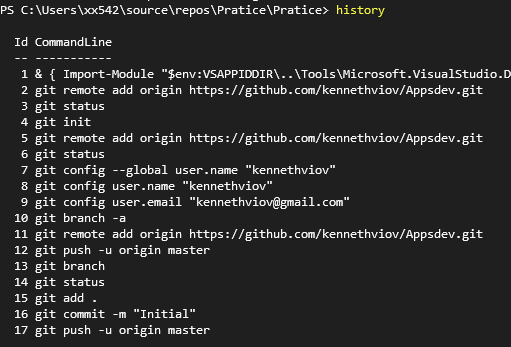 PS C:\Users\xx542\source\repos\Pratice\Pratice> history
Id CommandLine
-- -----------
1 & { Import-Module "$env:VSAPPIDDIR\..\Tools\Microsoft.VisualStudio.D
2 git remote add origin https://github.com/kennethviov/Appsdev.git
3 git status
4 git init
5 git remote add origin https://github.com/kennethviov/Appsdev.git
6 git status
7 git config --global user.name "kennethviov"
8 git config user.name "kennethviov"
9 git config user.email "kennethviov@gmail.com"
10 git branch -a
11 git remote add origin https://github.com/kennethviov/Appsdev.git
12 git push -u origin master
13 git branch
14 git status
15 git add .
16 git commit -m "Initial"
17 git push -u origin master